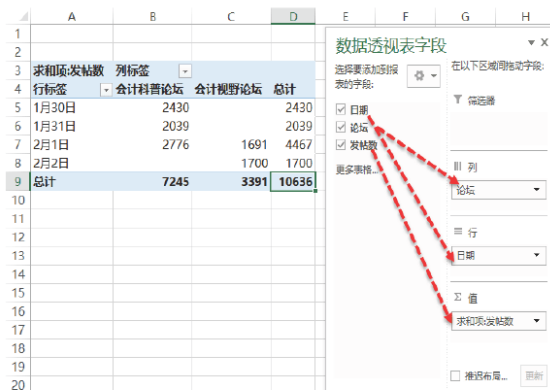 A B C D E F G H
1
2
3 求和项:发帖数 列标签
4 行标签 会计科普论坛 会计视野论坛 总计
5 1月30日 2430 2430
6 1月31日 2039 2039
7 2月1日 2776 1691 4467
8 2月2日 1700 1700
9 总计 7245 3391 10636
10
11
12
13
14
15
16
17
18
19
20
数据透视表字段
选择要添加到报
表的字段:
日期
论坛
发帖数
更多表格...
在以下区域间拖动字段:
筛选器
列
论坛
行
日期
Σ 值
求和项:发帖数
推迟布局...
更新